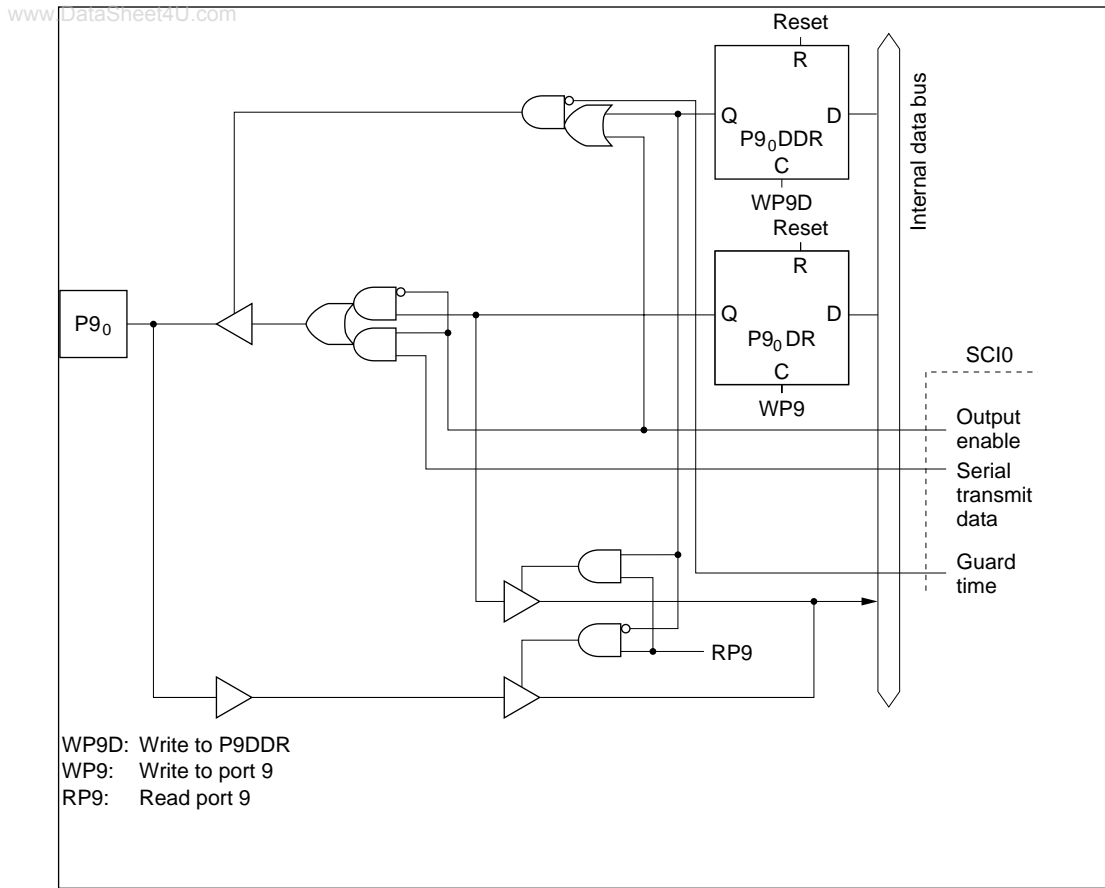 www.DataSheet4U.com
Reset
R
Q
D
P9₀DDR
C
WP9D
Internal data bus
Reset
R
P9₀
Q
D
P9₀DR
C
WP9
SCI0
Output
enable
Serial
transmit
data
Guard
time
RP9
WP9D: Write to P9DDR
WP9: Write to port 9
RP9: Read port 9